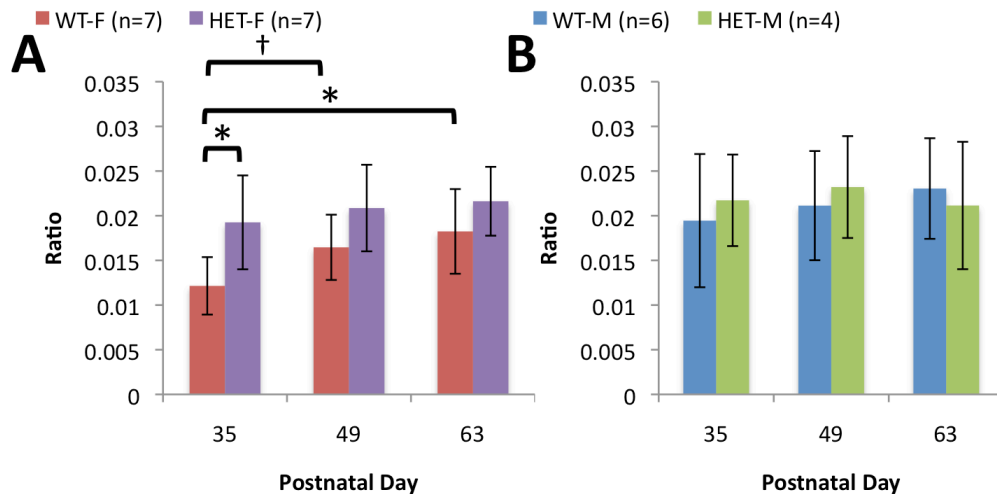 WT-F (n=7) HET-F (n=7)
A
†
*
*
0.035
0.03
0.025
0.02
0.015
0.01
0.005
0
Ratio
35 49 63
Postnatal Day
WT-M (n=6) HET-M (n=4)
B
0.035
0.03
0.025
0.02
0.015
0.01
0.005
0
Ratio
35 49 63
Postnatal Day